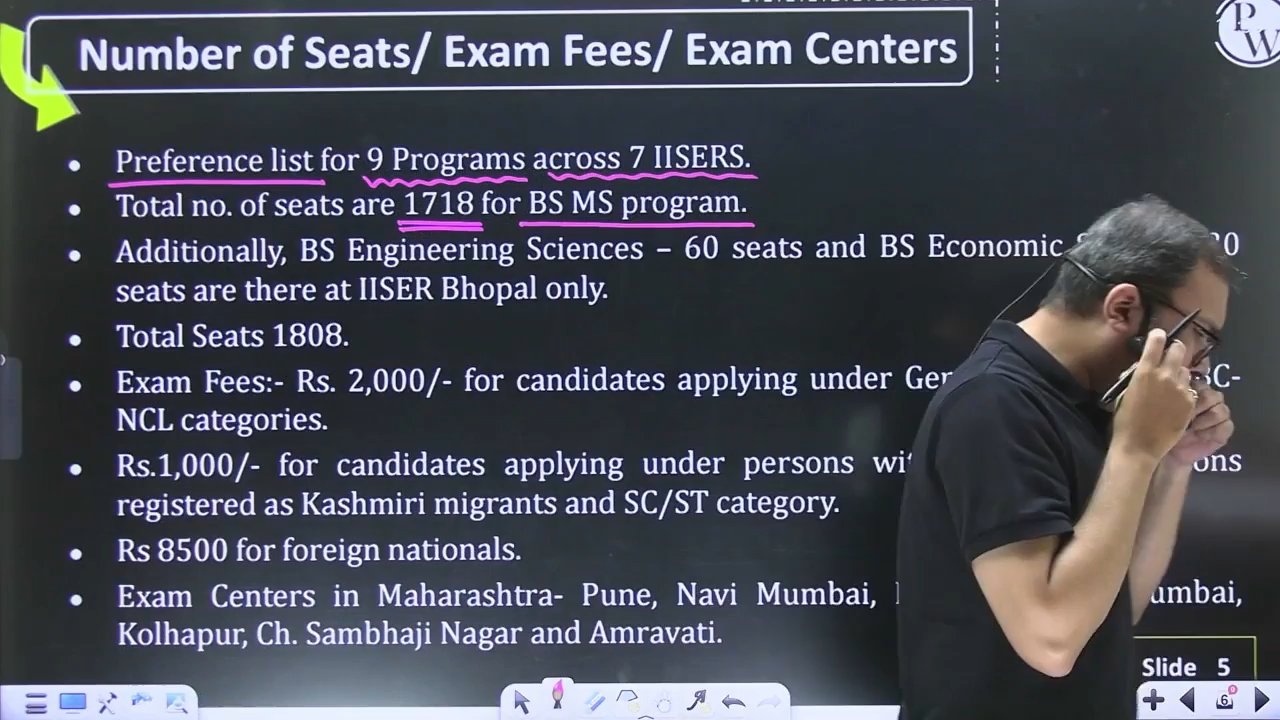 Number of Seats/ Exam Fees/ Exam Centers
PW
• Preference list for 9 Programs across 7 IISERS.
• Total no. of seats are 1718 for BS MS program.
• Additionally, BS Engineering Sciences – 60 seats and BS Economic
seats are there at IISER Bhopal only.
• Total Seats 1808.
• Exam Fees:- Rs. 2,000/- for candidates applying under
NCL categories.
• Rs.1,000/- for candidates applying under persons
registered as Kashmiri migrants and SC/ST category.
• Rs 8500 for foreign nationals.
• Exam Centers in Maharashtra- Pune, Navi Mumbai,
Kolhapur, Ch. Sambhaji Nagar and Amravati.
Slide 5
6